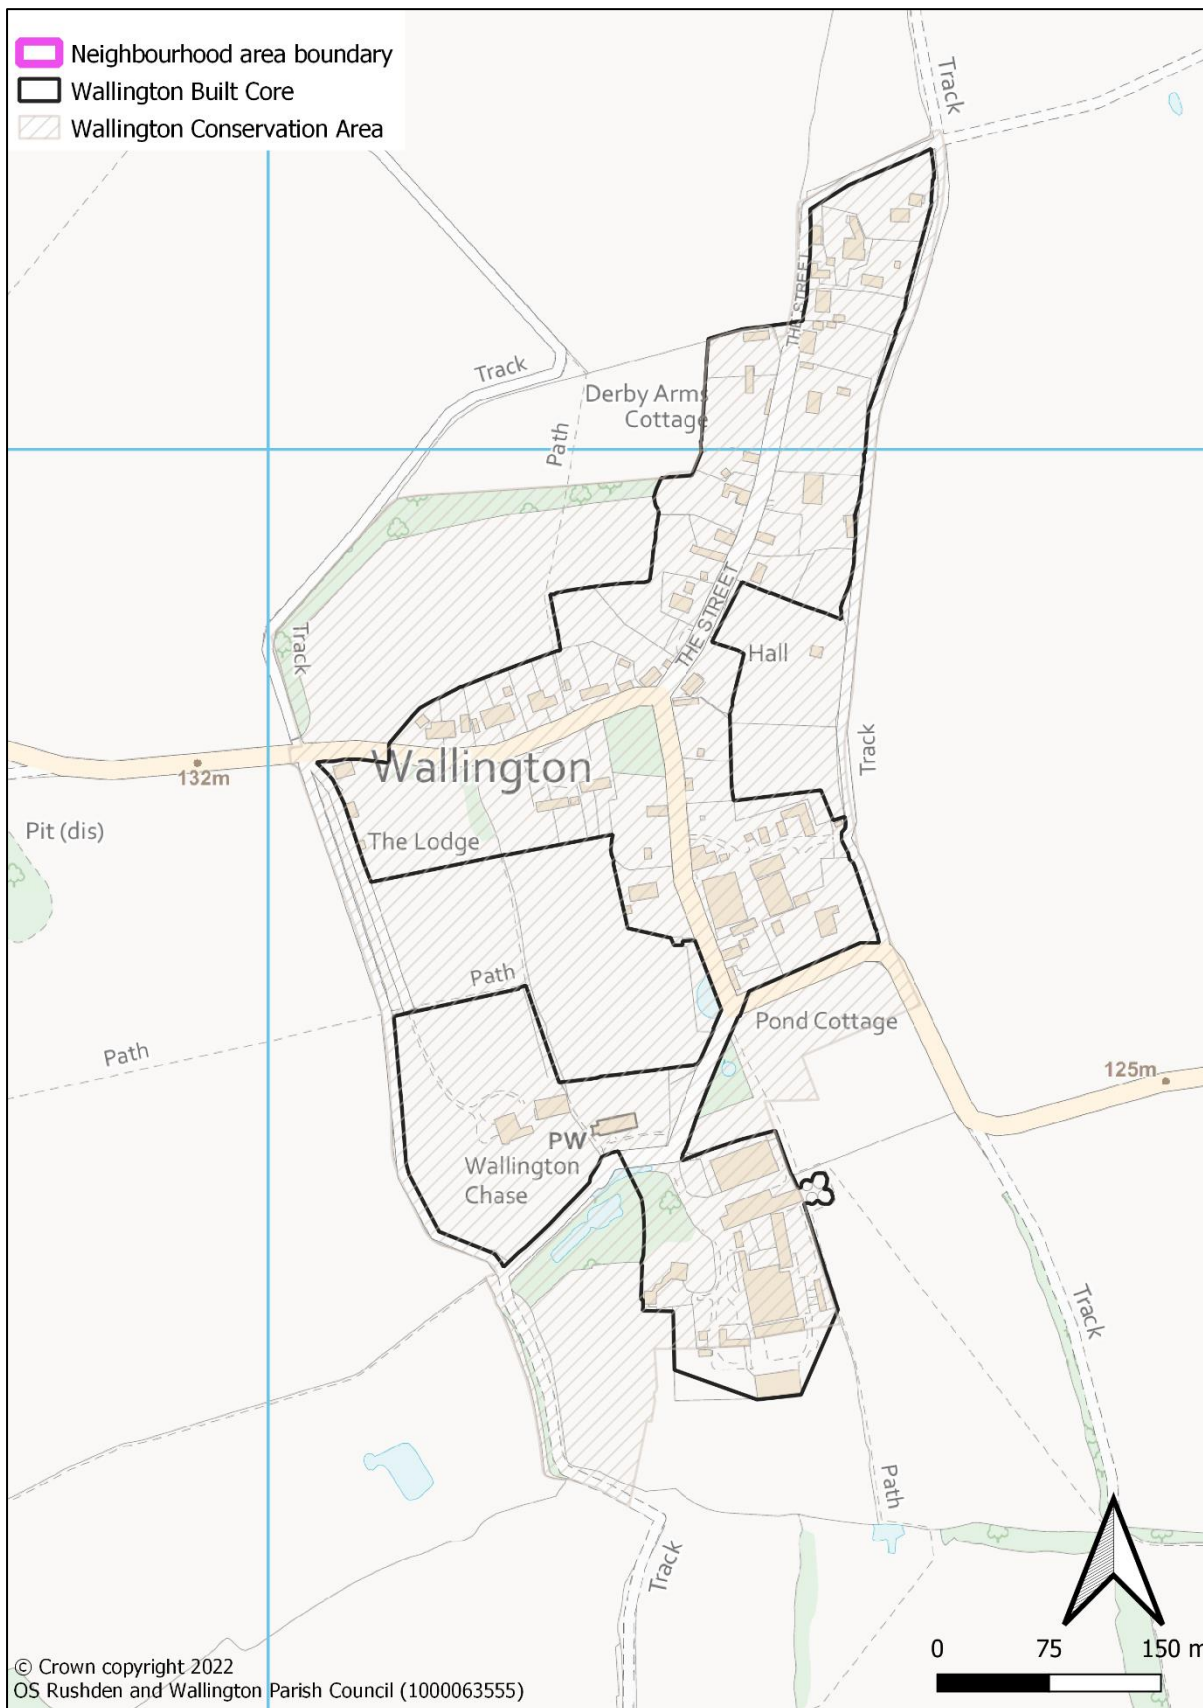 Neighbourhood area boundary
Wallington Built Core
Wallington Conservation Area
Track
THE STREET
Track
Derby Arms
Cottage
Path
THE STREET
Track
Hall
Track
Wallington
132m
Pit (dis)
The Lodge
Path
Pond Cottage
Path
125m
PW
Wallington
Chase
Track
Path
Track
0 75 150 m
© Crown copyright 2022
OS Rushden and Wallington Parish Council (1000063555)